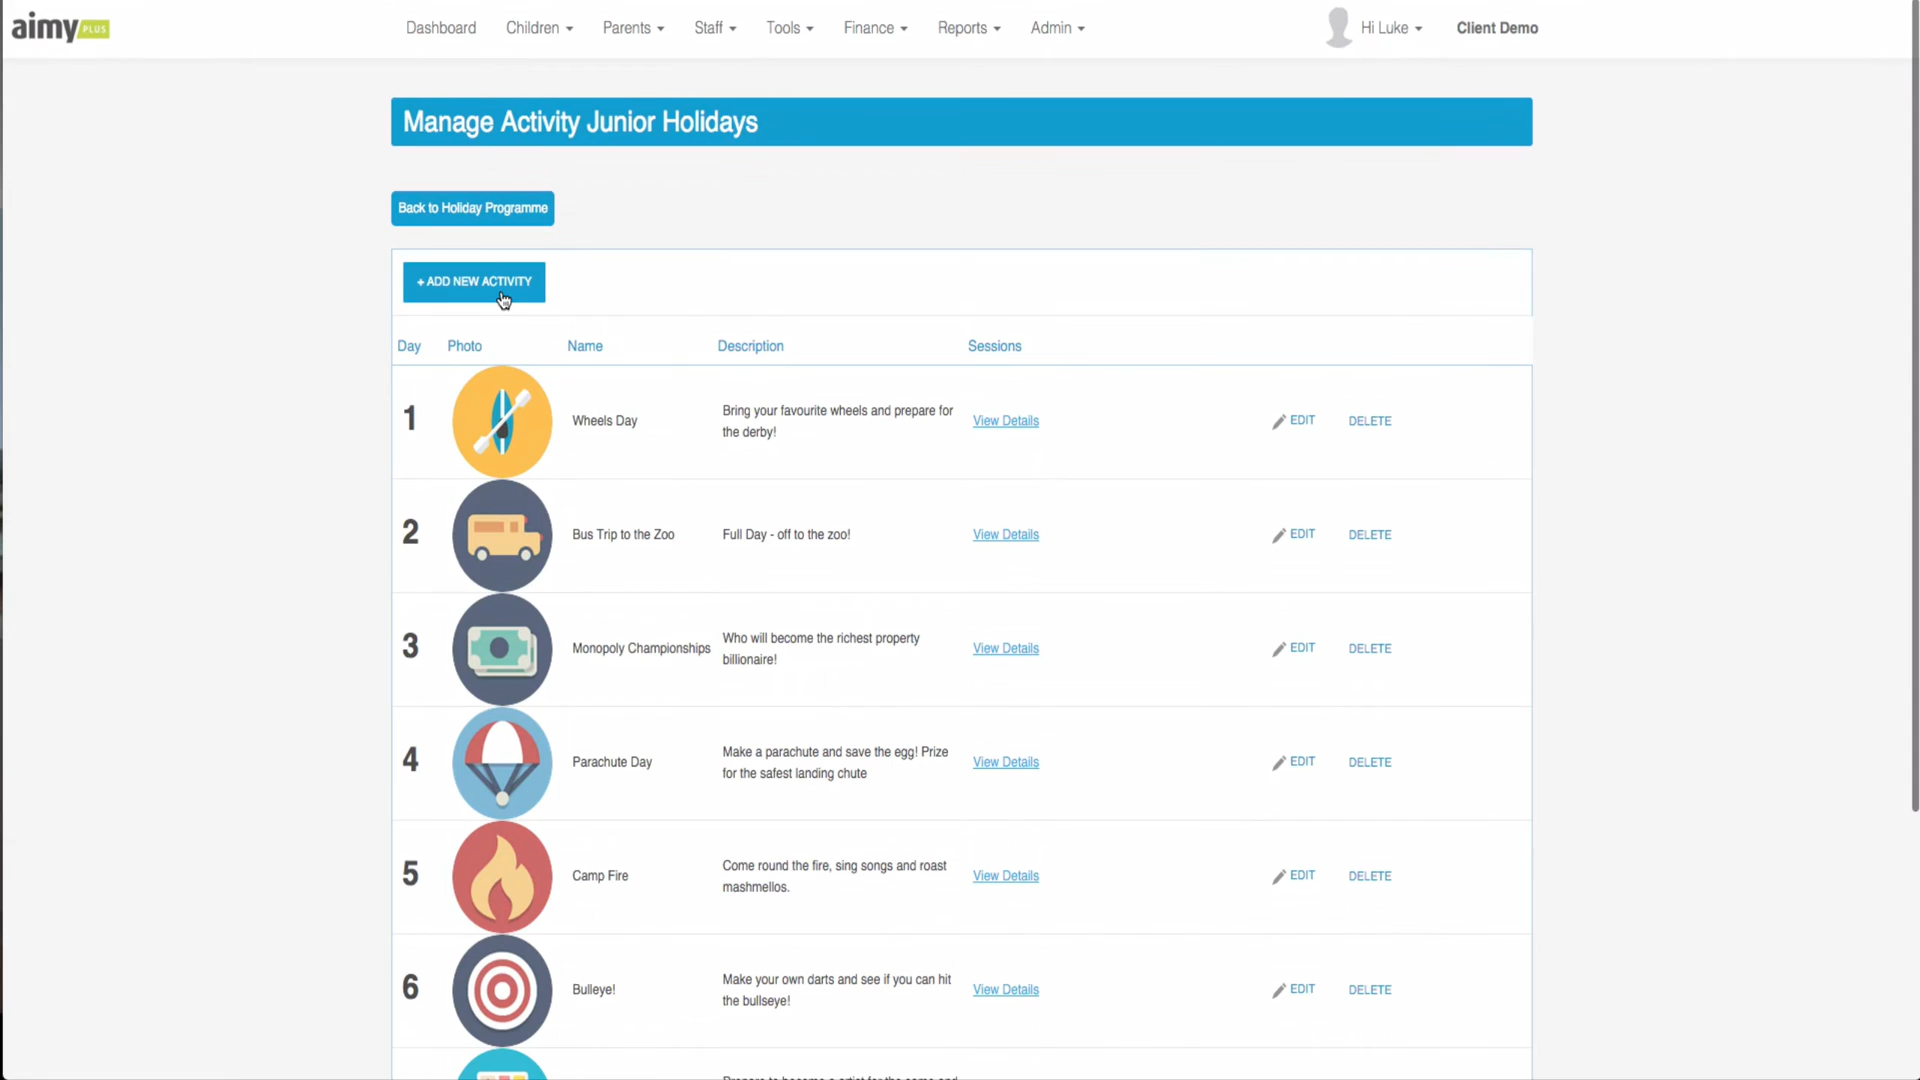 aimy PLUS
Dashboard Children Parents Staff Tools Finance Reports Admin Hi Luke Client Demo
Manage Activity Junior Holidays
Back to Holiday Programme
+ ADD NEW ACTIVITY
Day Photo Name Description Sessions
1 Wheels Day Bring your favourite wheels and prepare for
the derby! View Details EDIT DELETE
2 Bus Trip to the Zoo Full Day - off to the zoo! View Details EDIT DELETE
3 Monopoly Championships Who will become the richest property
billionaire! View Details EDIT DELETE
4 Parachute Day Make a parachute and save the egg! Prize
for the safest landing chute View Details EDIT DELETE
5 Camp Fire Come round the fire, sing songs and roast
mashmellos. View Details EDIT DELETE
6 Bulleye! Make your own darts and see if you can hit
the bullseye! View Details EDIT DELETE